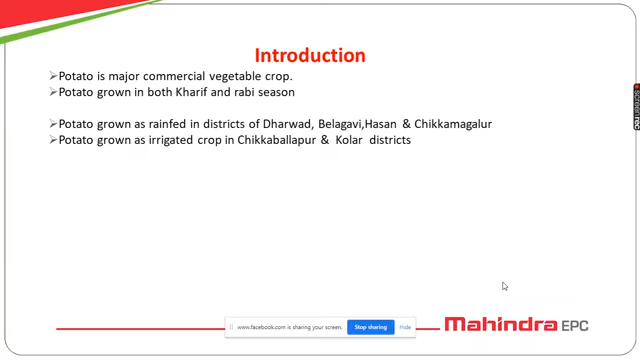 Introduction
Potato is major commercial vegetable crop.
Potato grown in both Kharif and rabi season
Potato grown as rainfed in districts of Dharwad, Belagavi,Hasan & Chikkamagalur
Potato grown as irrigated crop in Chikkaballapur & Kolar districts
SCREENCAST REC
www.facebook.com is sharing your screen.
Stop sharing
Hide
Mahindra EPC